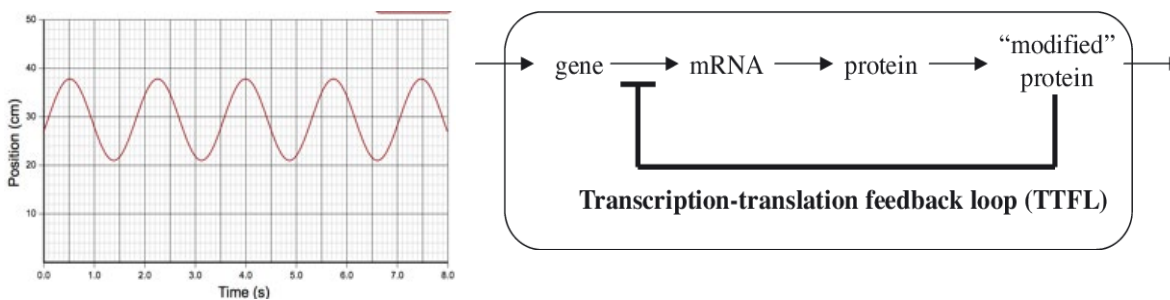 50
40
30
20
10
Position (cm)
0.0 1.0 2.0 3.0 4.0 5.0 6.0 7.0 8.0
Time (s)
gene mRNA protein “modified”
protein
Transcription-translation feedback loop (TTFL)